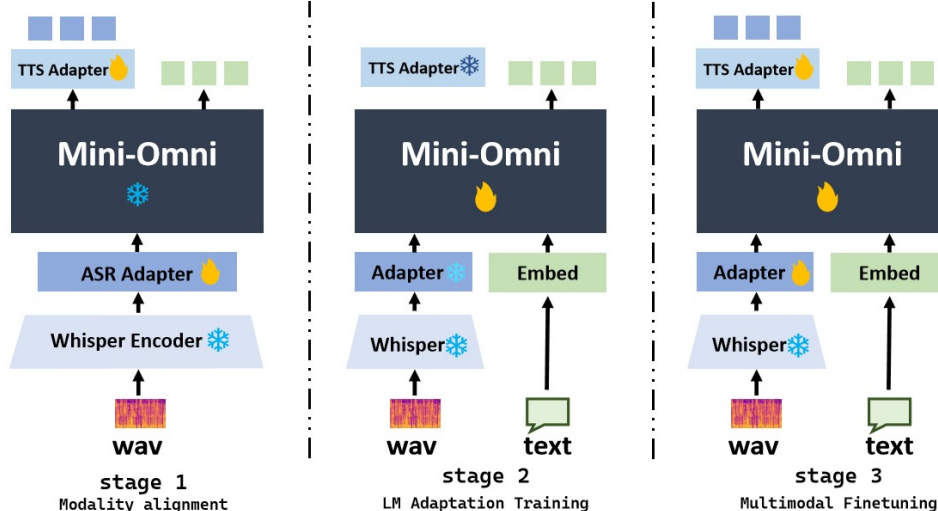 TTS Adapter
Mini-Omni
ASR Adapter
Whisper Encoder
wav
stage 1
Modality alignment
TTS Adapter
Mini-Omni
Adapter
Embed
Whisper
wav
text
stage 2
LM Adaptation Training
TTS Adapter
Mini-Omni
Adapter
Embed
Whisper
wav
text
stage 3
Multimodal Finetuning